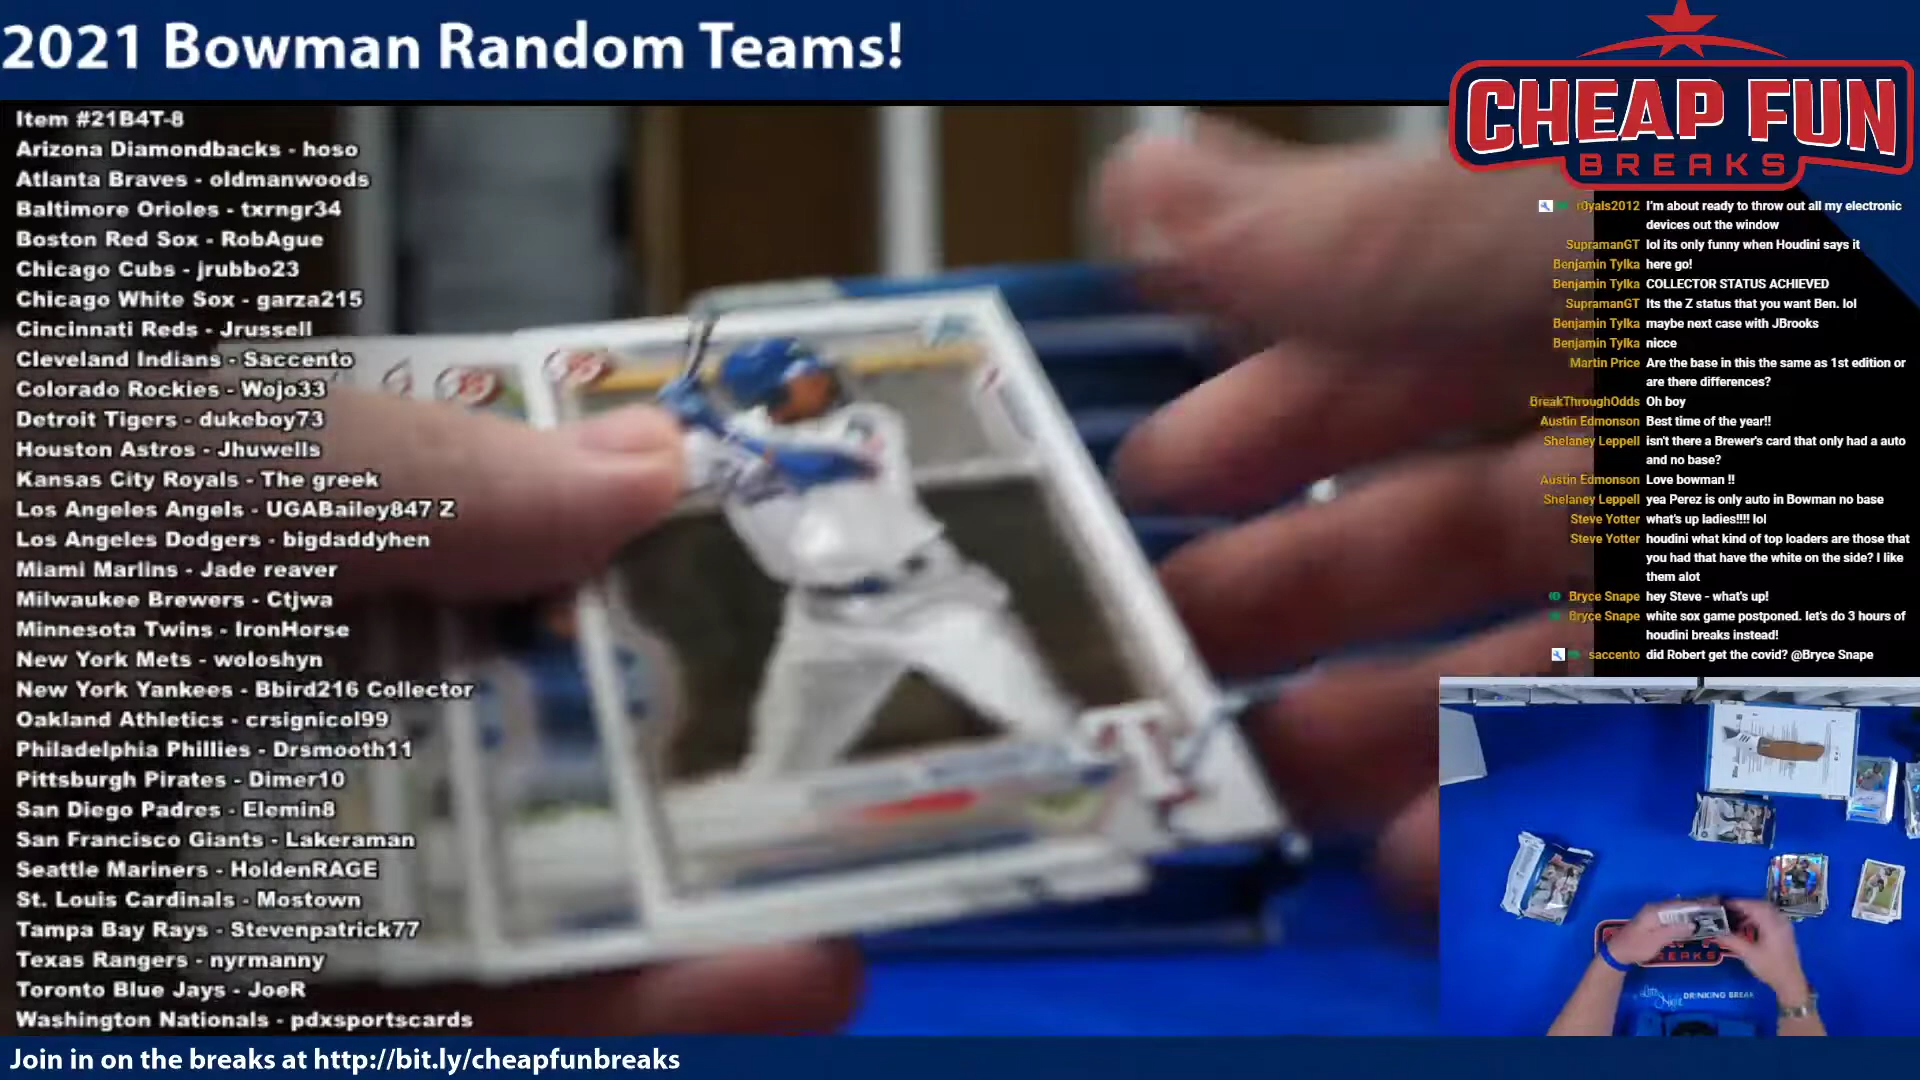 2021 Bowman Random Teams!
CHEAP FUN
BREAKS
Item #21B4T-8
Arizona Diamondbacks - hoso
Atlanta Braves - oldmanwoods
Baltimore Orioles - txrngr34
Boston Red Sox - RobAgue
Chicago Cubs - jrubbo23
Chicago White Sox - garza215
Cincinnati Reds - Jrussell
Cleveland Indians - Saccento
Colorado Rockies - Wojo33
Detroit Tigers - dukeboy73
Houston Astros - Jhuwells
Kansas City Royals - The greek
Los Angeles Angels - UGABailey847 Z
Los Angeles Dodgers - bigdaddyhen
Miami Marlins - Jade reaver
Milwaukee Brewers - Ctjwa
Minnesota Twins - IronHorse
New York Mets - woloshyn
New York Yankees - Bbird216 Collector
Oakland Athletics - crsignicol99
Philadelphia Phillies - Drsmooth11
Pittsburgh Pirates - Dimer10
San Diego Padres - Elemin8
San Francisco Giants - Lakeraman
Seattle Mariners - HoldenRAGE
St. Louis Cardinals - Mostown
Tampa Bay Rays - Stevenpatrick77
Texas Rangers - nyrmanny
Toronto Blue Jays - JoeR
Washington Nationals - pdxsportscards
r0yals2012 I'm about ready to throw out all my electronic
devices out the window
SupramanGT lol its only funny when Houdini says it
Benjamin Tylka here go!
Benjamin Tylka COLLECTOR STATUS ACHIEVED
SupramanGT Its the Z status that you want Ben. lol
Benjamin Tylka maybe next case with JBrooks
Benjamin Tylka nicce
Martin Price Are the base in this the same as 1st edition or
are there differences?
BreakThroughOdds Oh boy
Austin Edmonson Best time of the year!!
Shelaney Leppell isn't there a Brewer's card that only had a auto
and no base?
Austin Edmonson Love bowman !!
Shelaney Leppell yea Perez is only auto in Bowman no base
Steve Yotter what's up ladies!!!! lol
Steve Yotter houdini what kind of top loaders are those that
you had that have the white on the side? I like
them alot
Bryce Snape hey Steve - what's up!
Bryce Snape white sox game postponed. let's do 3 hours of
houdini breaks instead!
saccento did Robert get the covid? @Bryce Snape
T
DRINKING BREAK
Join in on the breaks at http://bit.ly/cheapfunbreaks